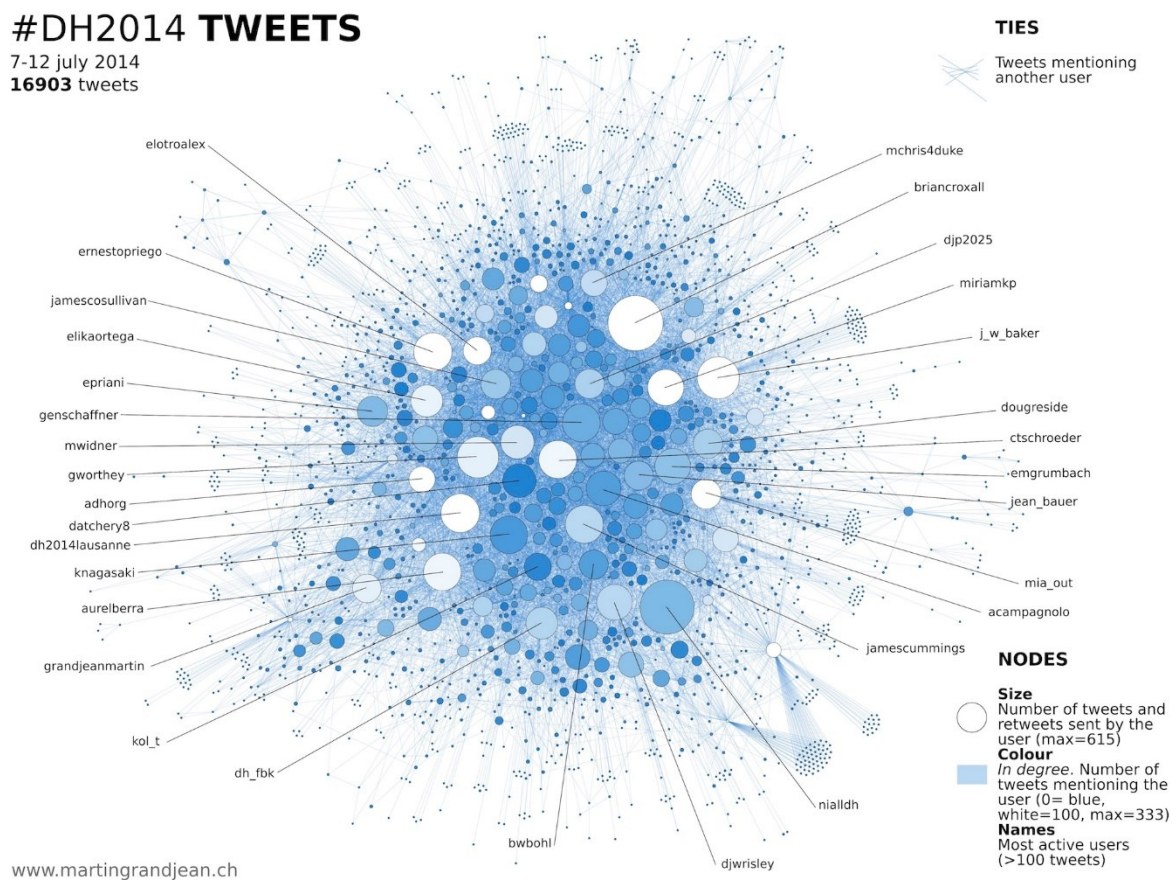 #DH2014 TWEETS
7-12 july 2014
16903 tweets
TIES
Tweets mentioning
another user
elotroalex
ernestopriego
jamescosullivan
elikaortega
epriani
genschaffner
mwidner
gworthey
adhorg
datchery8
dh2014lausanne
knagasaki
aurelberra
grandjeanmartin
kol_t
dh_fbk
bwbohl
djwrisley
nialldh
mchris4duke
briancroxall
djp2025
miriamkp
j_w_baker
dougreside
ctschroeder
emgrumbach
jean_bauer
mia_out
acampagnolo
jamescummings
NODES
Size
Number of tweets and
retweets sent by the
user (max=615)
Colour
In degree. Number of
tweets mentioning the
user (0= blue,
white=100, max=333)
Names
Most active users
(>100 tweets)
www.martingrandjean.ch